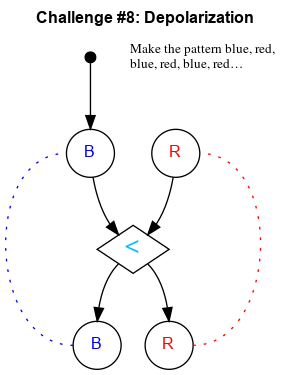 Challenge #8: Depolarization
Make the pattern blue, red,
blue, red, blue, red…
B
R
<
B
R